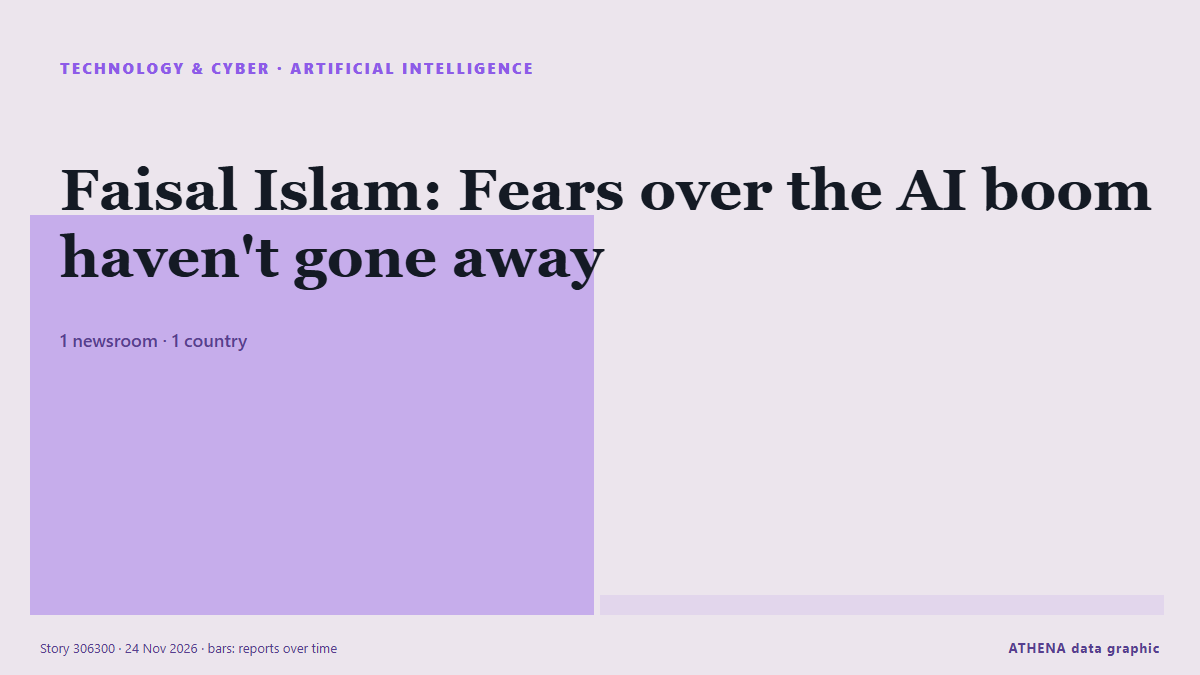 TECHNOLOGY & CYBER · ARTIFICIAL INTELLIGENCE
Faisal Islam: Fears over the AI boom
haven't gone away
1 newsroom · 1 country
Story 306300 · 24 Nov 2026 · bars: reports over time
ATHENA data graphic